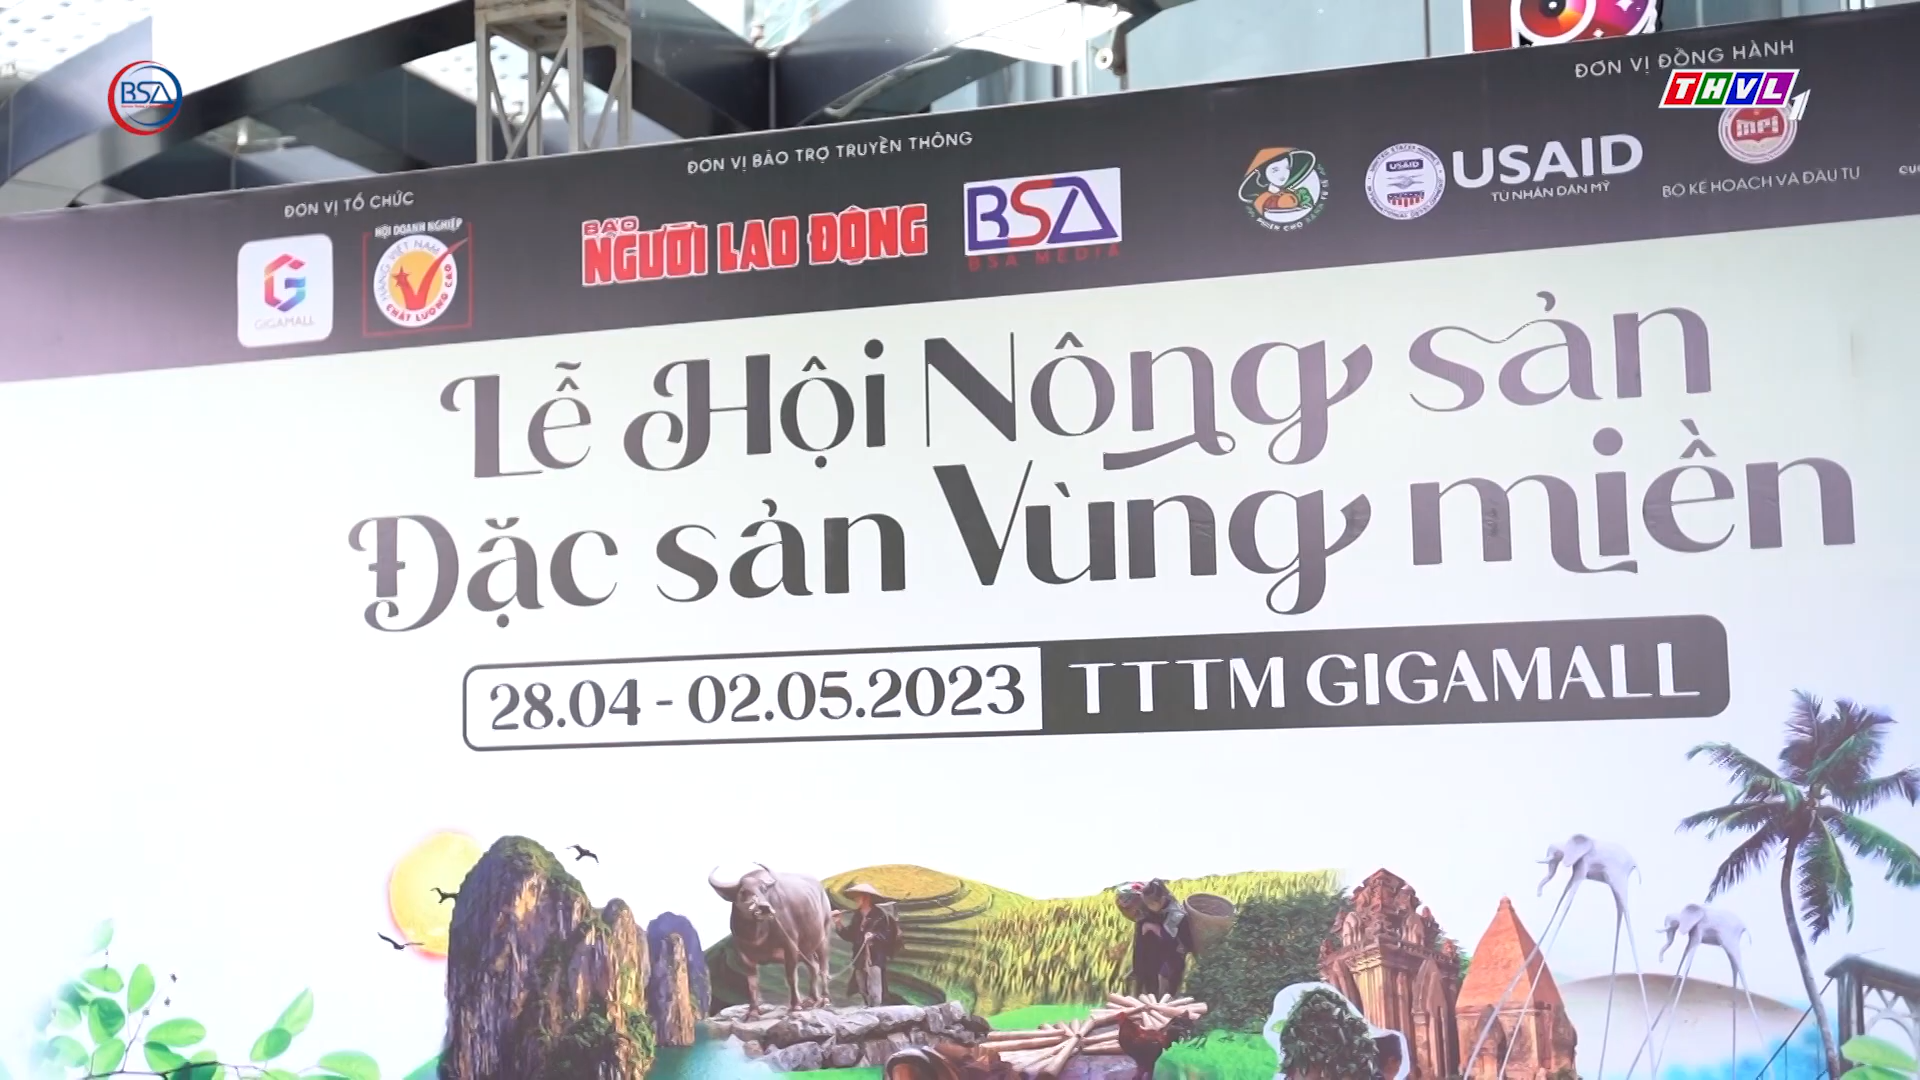 BSA
ĐƠN VỊ TỔ CHỨC
ĐƠN VỊ BẢO TRỢ TRUYỀN THÔNG
ĐƠN VỊ ĐỒNG HÀNH
THVL1
GIGAMALL
HỘI DOANH NGHIỆP
HÀNG VIỆT NAM
CHẤT LƯỢNG CAO
BÁO
NGƯỜI LAO ĐỘNG
BSA
BSA MEDIA
USAID
USAID
TỪ NHÂN DÂN MỸ
MPI
BỘ KẾ HOẠCH VÀ ĐẦU TƯ
Lễ Hội Nông sản
Đặc sản Vùng miền
28.04 - 02.05.2023 TTTM GIGAMALL